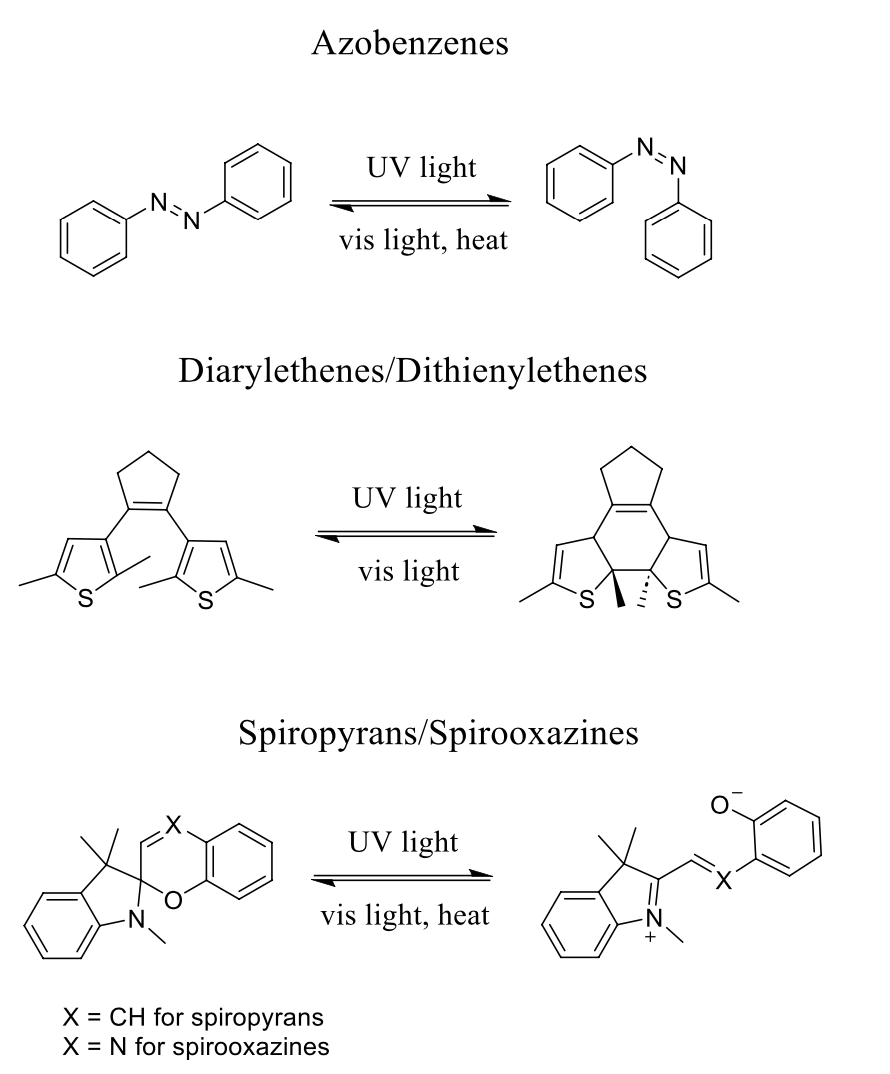 Azobenzenes
UV light
vis light, heat
N
N
N
N
Diarylethenes/Dithienylethenes
UV light
vis light
S
S
S
S
Spiropyrans/Spirooxazines
UV light
vis light, heat
X
O
N
O⁻
X
N
+
X = CH for spiropyrans
X = N for spirooxazines